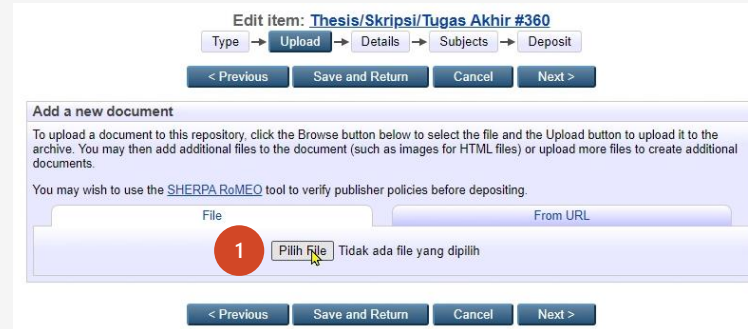 Edit item: Thesis/Skripsi/Tugas Akhir #360
Type → Upload → Details → Subjects → Deposit
< Previous Save and Return Cancel Next >
Add a new document
To upload a document to this repository, click the Browse button below to select the file and the Upload button to upload it to the
archive. You may then add additional files to the document (such as images for HTML files) or upload more files to create additional
documents.
You may wish to use the SHERPA RoMEO tool to verify publisher policies before depositing.
File From URL
1 Pilih File Tidak ada file yang dipilih
< Previous Save and Return Cancel Next >